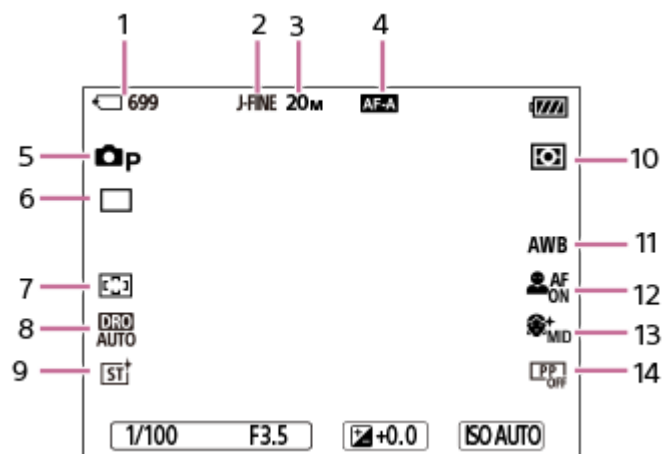 1 2 3 4
699 J-FINE 20M AF-A
5 P 10
6
AWB 11
7 AF ON 12
8 DRO AUTO MID 13
9 ST PP OFF 14
1/100 F3.5 +0.0 ISO AUTO